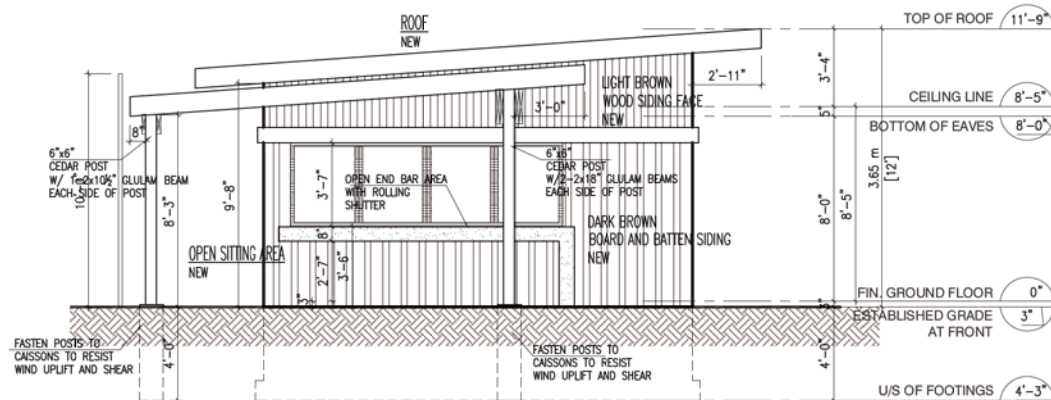 ROOF
NEW
TOP OF ROOF 11'-9"
3'-4"
2'-11"
LIGHT BROWN
WOOD SIDING FACE
NEW
3'-0"
CEILING LINE 8'-5"
5"
BOTTOM OF EAVES 8'-0"
8"
6"x6"
CEDAR POST
GLULAM BEAM
EACH SIDE OF POST
8'-3"
9'-8"
3'-7"
OPEN END BAR AREA
WITH ROLLING
SHUTTER
6"x6"
CEDAR POST
W/2-2x18" GLULAM BEAMS
EACH SIDE OF POST
3.65 m
[12']
8'-0"
8'-5"
DARK BROWN
BOARD AND BATTEN SIDING
NEW
OPEN SITTING AREA
NEW
8"
2'-7"
3'-6"
3"
3"
FIN. GROUND FLOOR 0"
ESTABLISHED GRADE 3"
AT FRONT
FASTEN POSTS TO
CAISSONS TO RESIST
WIND UPLIFT AND SHEAR
4'-0"
FASTEN POSTS TO
CAISSONS TO RESIST
WIND UPLIFT AND SHEAR
4'-0"
U/S OF FOOTINGS 4'-3"